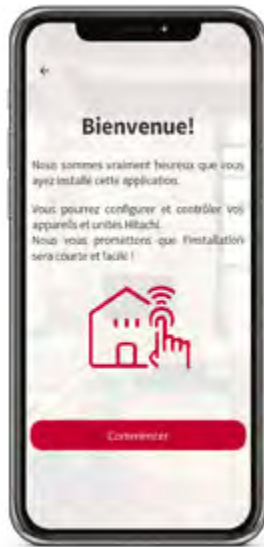 Bienvenue!
Nous sommes vraiment heureux que vous
ayez installé cette application.
Vous pourrez configurer et contrôler vos
appareils et unités Hitachi.
Nous vous promettons que l'installation
sera courte et facile !
Commencer